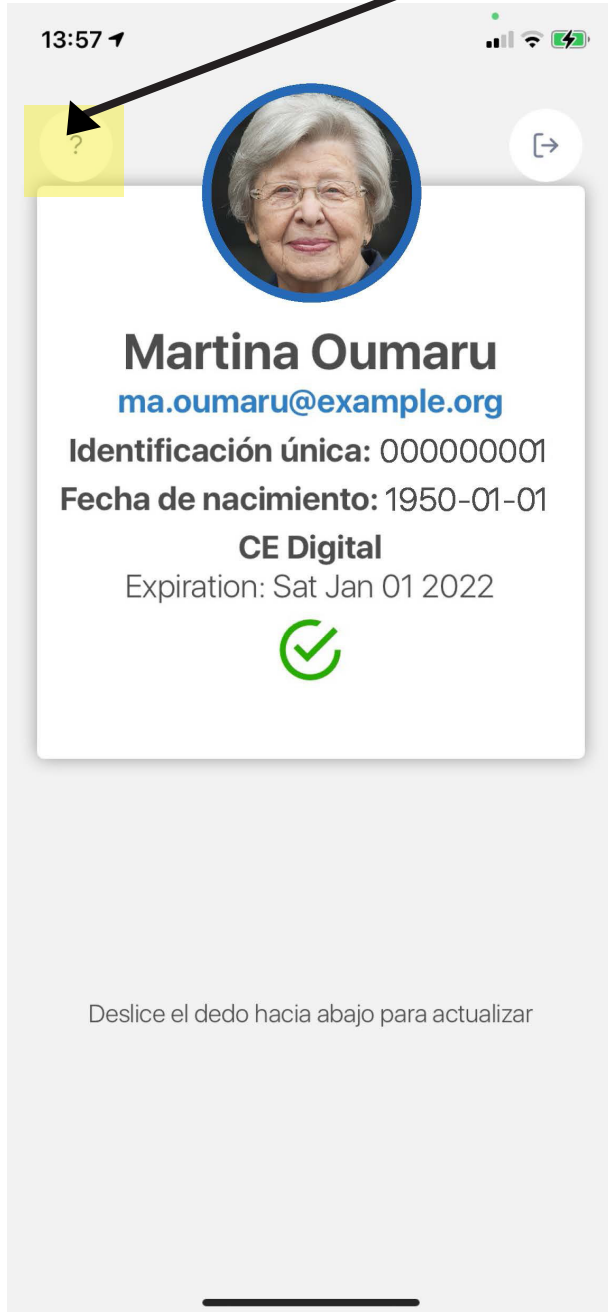 13:57
?
Martina Oumaru
ma.oumaru@example.org
Identificación única: 000000001
Fecha de nacimiento: 1950-01-01
CE Digital
Expiration: Sat Jan 01 2022
Deslice el dedo hacia abajo para actualizar